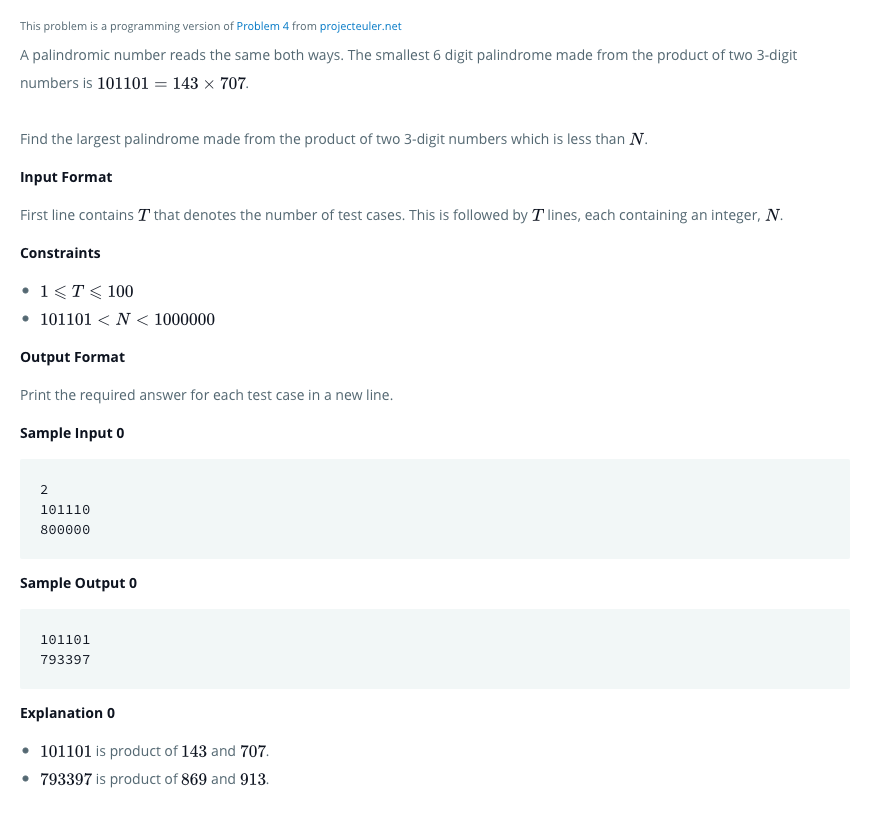 This problem is a programming version of Problem 4 from projecteuler.net
A palindromic number reads the same both ways. The smallest 6 digit palindrome made from the product of two 3-digit
numbers is 101101 = 143 × 707.
Find the largest palindrome made from the product of two 3-digit numbers which is less than N.
Input Format
First line contains T that denotes the number of test cases. This is followed by T lines, each containing an integer, N.
Constraints
• 1 ⩽ T ⩽ 100
• 101101 < N < 1000000
Output Format
Print the required answer for each test case in a new line.
Sample Input 0
2
101110
800000
Sample Output 0
101101
793397
Explanation 0
• 101101 is product of 143 and 707.
• 793397 is product of 869 and 913.